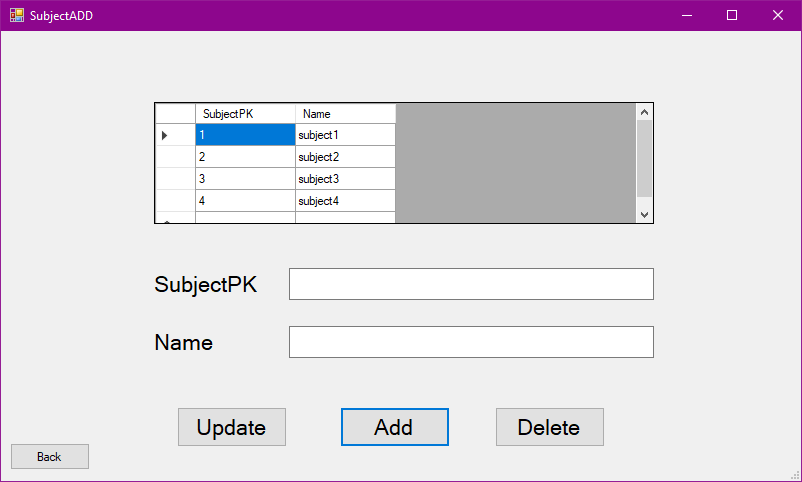 SubjectADD
SubjectPK Name
1 subject1
2 subject2
3 subject3
4 subject4
SubjectPK
Name
Update Add Delete
Back